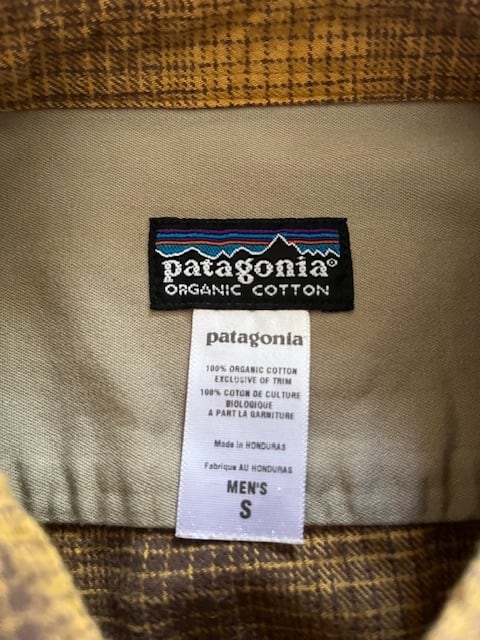 patagonia®
ORGANIC COTTON
patagonia
100% ORGANIC COTTON
EXCLUSIVE OF TRIM
100% COTON DE CULTURE
BIOLOGIQUE
A PART LA GARNITURE
Made in HONDURAS
Fabrique AU HONDURAS
MEN'S
S